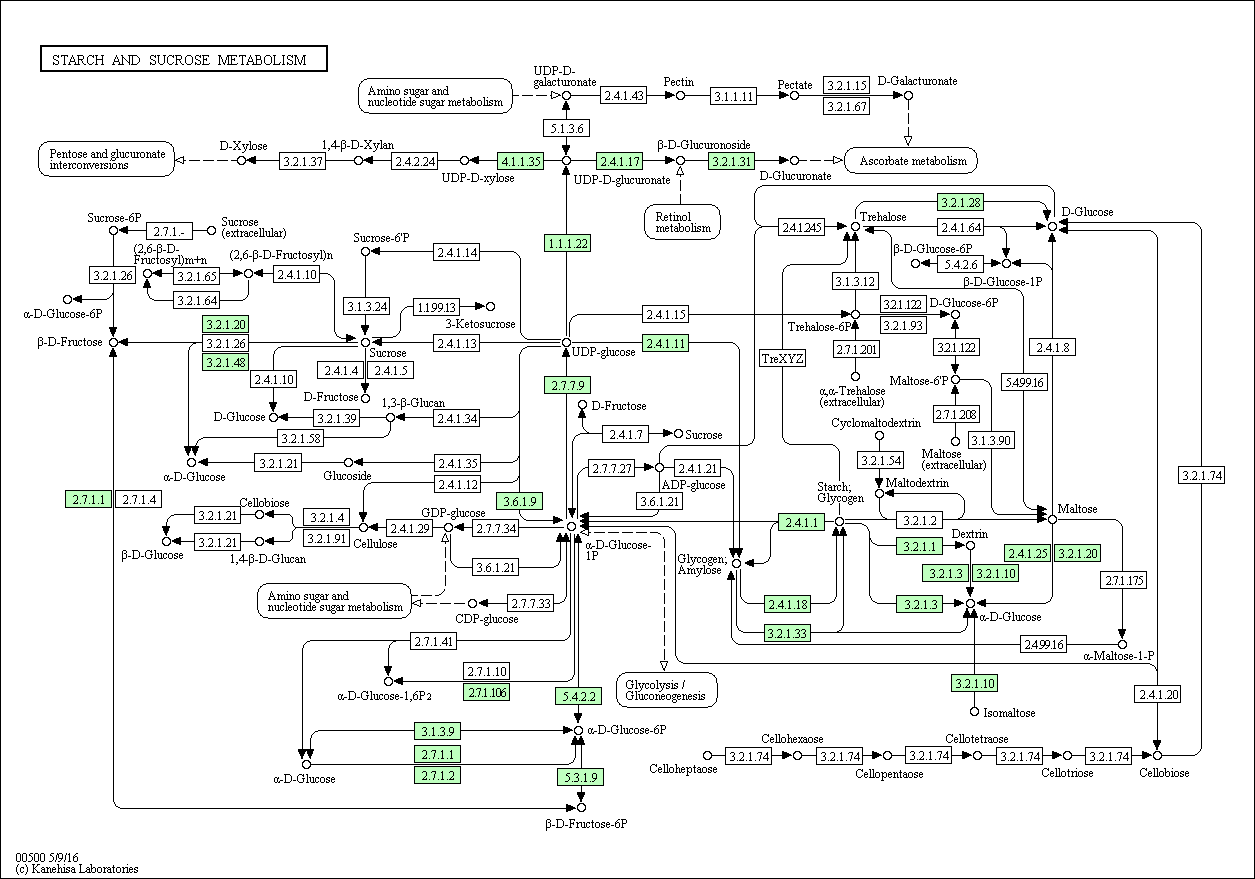 STARCH AND SUCROSE METABOLISM
UDP-D-
galacturonate
Amino sugar and
nucleotide sugar metabolism
2.4.1.43
Pectin
3.1.1.11
Pectate
3.2.1.15
3.2.1.67
D-Galacturonate
5.1.3.6
Pentose and glucuronate
interconversions
D-Xylose
3.2.1.37
1,4-β-D-Xylan
2.4.2.24
UDP-D-xylose
4.1.1.35
2.4.1.17
UDP-D-glucuronate
β-D-Glucuronoside
3.2.1.31
D-Glucuronate
Ascorbate metabolism
Retinol
metabolism
Sucrose-6P
2.7.1.-
Sucrose
(extracellular)
(2,6-β-D-
Fructosyl)m+n
(2,6-β-D-Fructosyl)n
3.2.1.26
3.2.1.65
3.2.1.64
2.4.1.10
α-D-Glucose-6P
Sucrose-6'P
2.4.1.14
1.1.1.22
3.1.3.24
1.1.99.13
3-Ketosucrose
3.2.1.20
3.2.1.26
3.2.1.48
β-D-Fructose
Sucrose
2.4.1.13
UDP-glucose
2.4.1.15
2.4.1.11
2.4.1.10
2.4.1.4
2.4.1.5
D-Fructose
2.7.7.9
D-Glucose
3.2.1.39
1,3-β-Glucan
2.4.1.34
D-Fructose
3.2.1.58
2.4.1.7
Sucrose
α-D-Glucose
3.2.1.21
Glucoside
2.4.1.35
2.4.1.12
2.7.7.27
2.4.1.21
ADP-glucose
3.6.1.21
2.7.1.1
2.7.1.4
3.6.1.9
Cellobiose
3.2.1.21
3.2.1.4
3.2.1.91
3.2.1.21
β-D-Glucose
1,4-β-D-Glucan
Cellulose
2.4.1.29
GDP-glucose
2.7.7.34
α-D-Glucose-
1P
3.6.1.21
Amino sugar and
nucleotide sugar metabolism
2.7.7.33
CDP-glucose
2.4.1.245
Trehalose
3.2.1.28
2.4.1.64
D-Glucose
β-D-Glucose-6P
5.4.2.6
β-D-Glucose-1P
3.1.3.12
3.2.1.122
3.2.1.93
D-Glucose-6P
Trehalose-6P
2.7.1.201
TreXYZ
α,α-Trehalose
(extracellular)
3.2.1.122
Maltose-6'P
2.4.1.8
5.4.99.16
2.7.1.208
3.1.3.90
Cyclomaltodextrin
3.2.1.54
Maltose
(extracellular)
Maltodextrin
3.2.1.74
Starch;
Glycogen
2.4.1.1
3.2.1.2
Maltose
3.2.1.1
Dextrin
2.4.1.25
3.2.1.20
Glycogen;
Amylose
3.2.1.3
3.2.1.10
2.7.1.175
2.4.1.18
3.2.1.3
α-D-Glucose
3.2.1.33
2.4.99.16
α-Maltose-1-P
2.7.1.41
2.7.1.10
2.7.1.106
α-D-Glucose-1,6P2
5.4.2.2
Glycolysis /
Gluconeogenesis
3.2.1.10
Isomaltose
2.4.1.20
3.1.3.9
α-D-Glucose-6P
2.7.1.1
2.7.1.2
α-D-Glucose
5.3.1.9
β-D-Fructose-6P
Celloheptaose
3.2.1.74
Cellohexaose
3.2.1.74
Cellopentaose
3.2.1.74
Cellotetraose
3.2.1.74
Cellotriose
3.2.1.74
Cellobiose
00500 5/9/16
(c) Kanehisa Laboratories